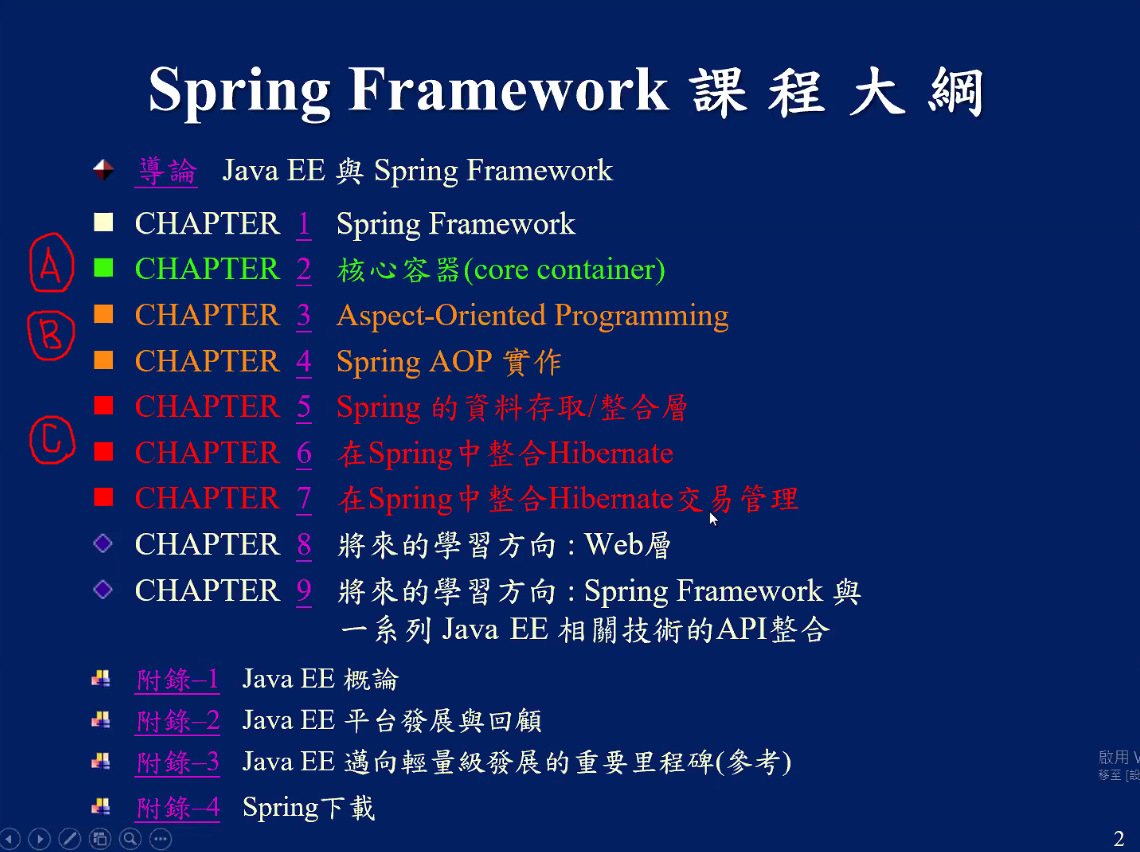 Spring Framework 課程大綱
導論 Java EE 與 Spring Framework
CHAPTER 1 Spring Framework
A
CHAPTER 2 核心容器(core container)
CHAPTER 3 Aspect-Oriented Programming
B
CHAPTER 4 Spring AOP 實作
CHAPTER 5 Spring 的資料存取/整合層
C
CHAPTER 6 在Spring中整合Hibernate
CHAPTER 7 在Spring中整合Hibernate交易管理
CHAPTER 8 將來的學習方向 : Web層
CHAPTER 9 將來的學習方向 : Spring Framework 與
一系列 Java EE 相關技術的API整合
附錄–1 Java EE 概論
附錄–2 Java EE 平台發展與回顧
附錄–3 Java EE 邁向輕量級發展的重要里程碑(參考)
附錄–4 Spring下載
啟用
移至
2